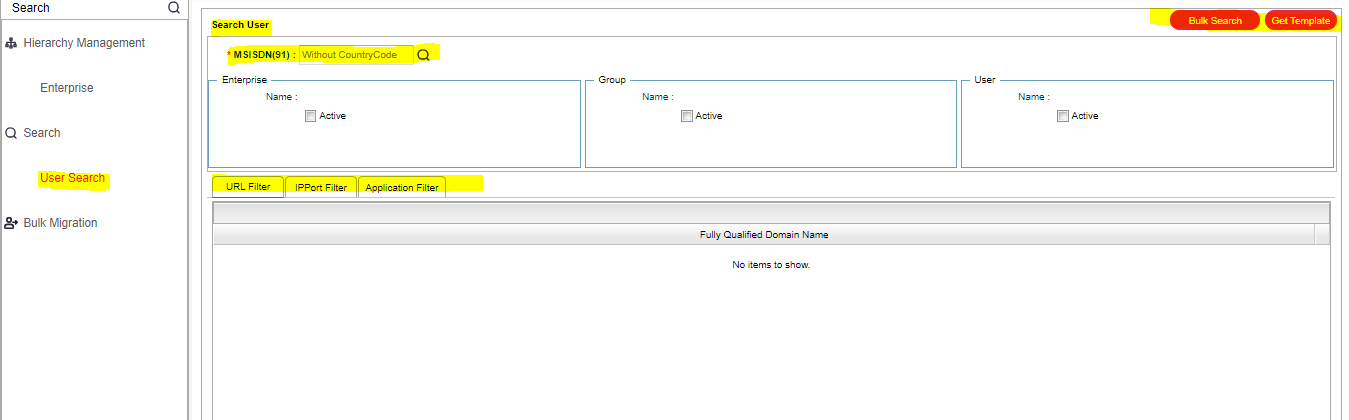 Search
Hierarchy Management
Enterprise
Search
User Search
Bulk Migration
Search User
Bulk Search
Get Template
* MSISDN(91) : Without CountryCode
Enterprise
Name :
Active
Group
Name :
Active
User
Name :
Active
URL Filter
IPPort Filter
Application Filter
Fully Qualified Domain Name
No items to show.